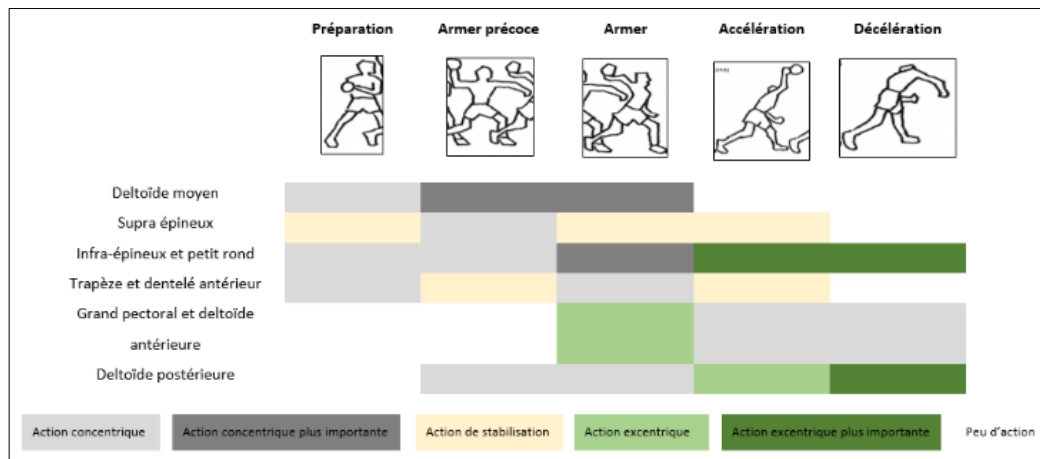 Préparation Armer précoce Armer Accélération Décélération
Deltoïde moyen
Supra épineux
Infra-épineux et petit rond
Trapèze et dentelé antérieur
Grand pectoral et deltoïde
antérieure
Deltoïde postérieure
Action concentrique Action concentrique plus importante Action de stabilisation Action excentrique Action excentrique plus importante Peu d'action